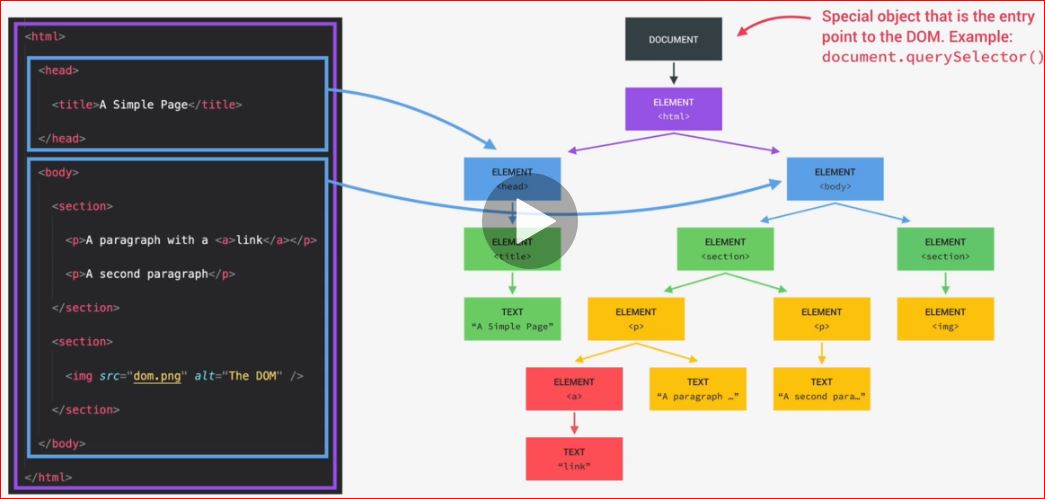 <html>
<head>
<title>A Simple Page</title>
</head>
<body>
<section>
<p>A paragraph with a <a>link</a></p>
<p>A second paragraph</p>
</section>
<section>
<img src="dom.png" alt="The DOM" />
</section>
</body>
</html>
Special object that is the entry
point to the DOM. Example:
document.querySelector()
DOCUMENT
ELEMENT
<html>
ELEMENT
<head>
ELEMENT
<body>
ELEMENT
<title>
ELEMENT
<section>
ELEMENT
<section>
TEXT
“A Simple Page”
ELEMENT
<p>
ELEMENT
<p>
ELEMENT
<img>
ELEMENT
<a>
TEXT
“A paragraph …”
TEXT
“A second para…”
TEXT
“link”